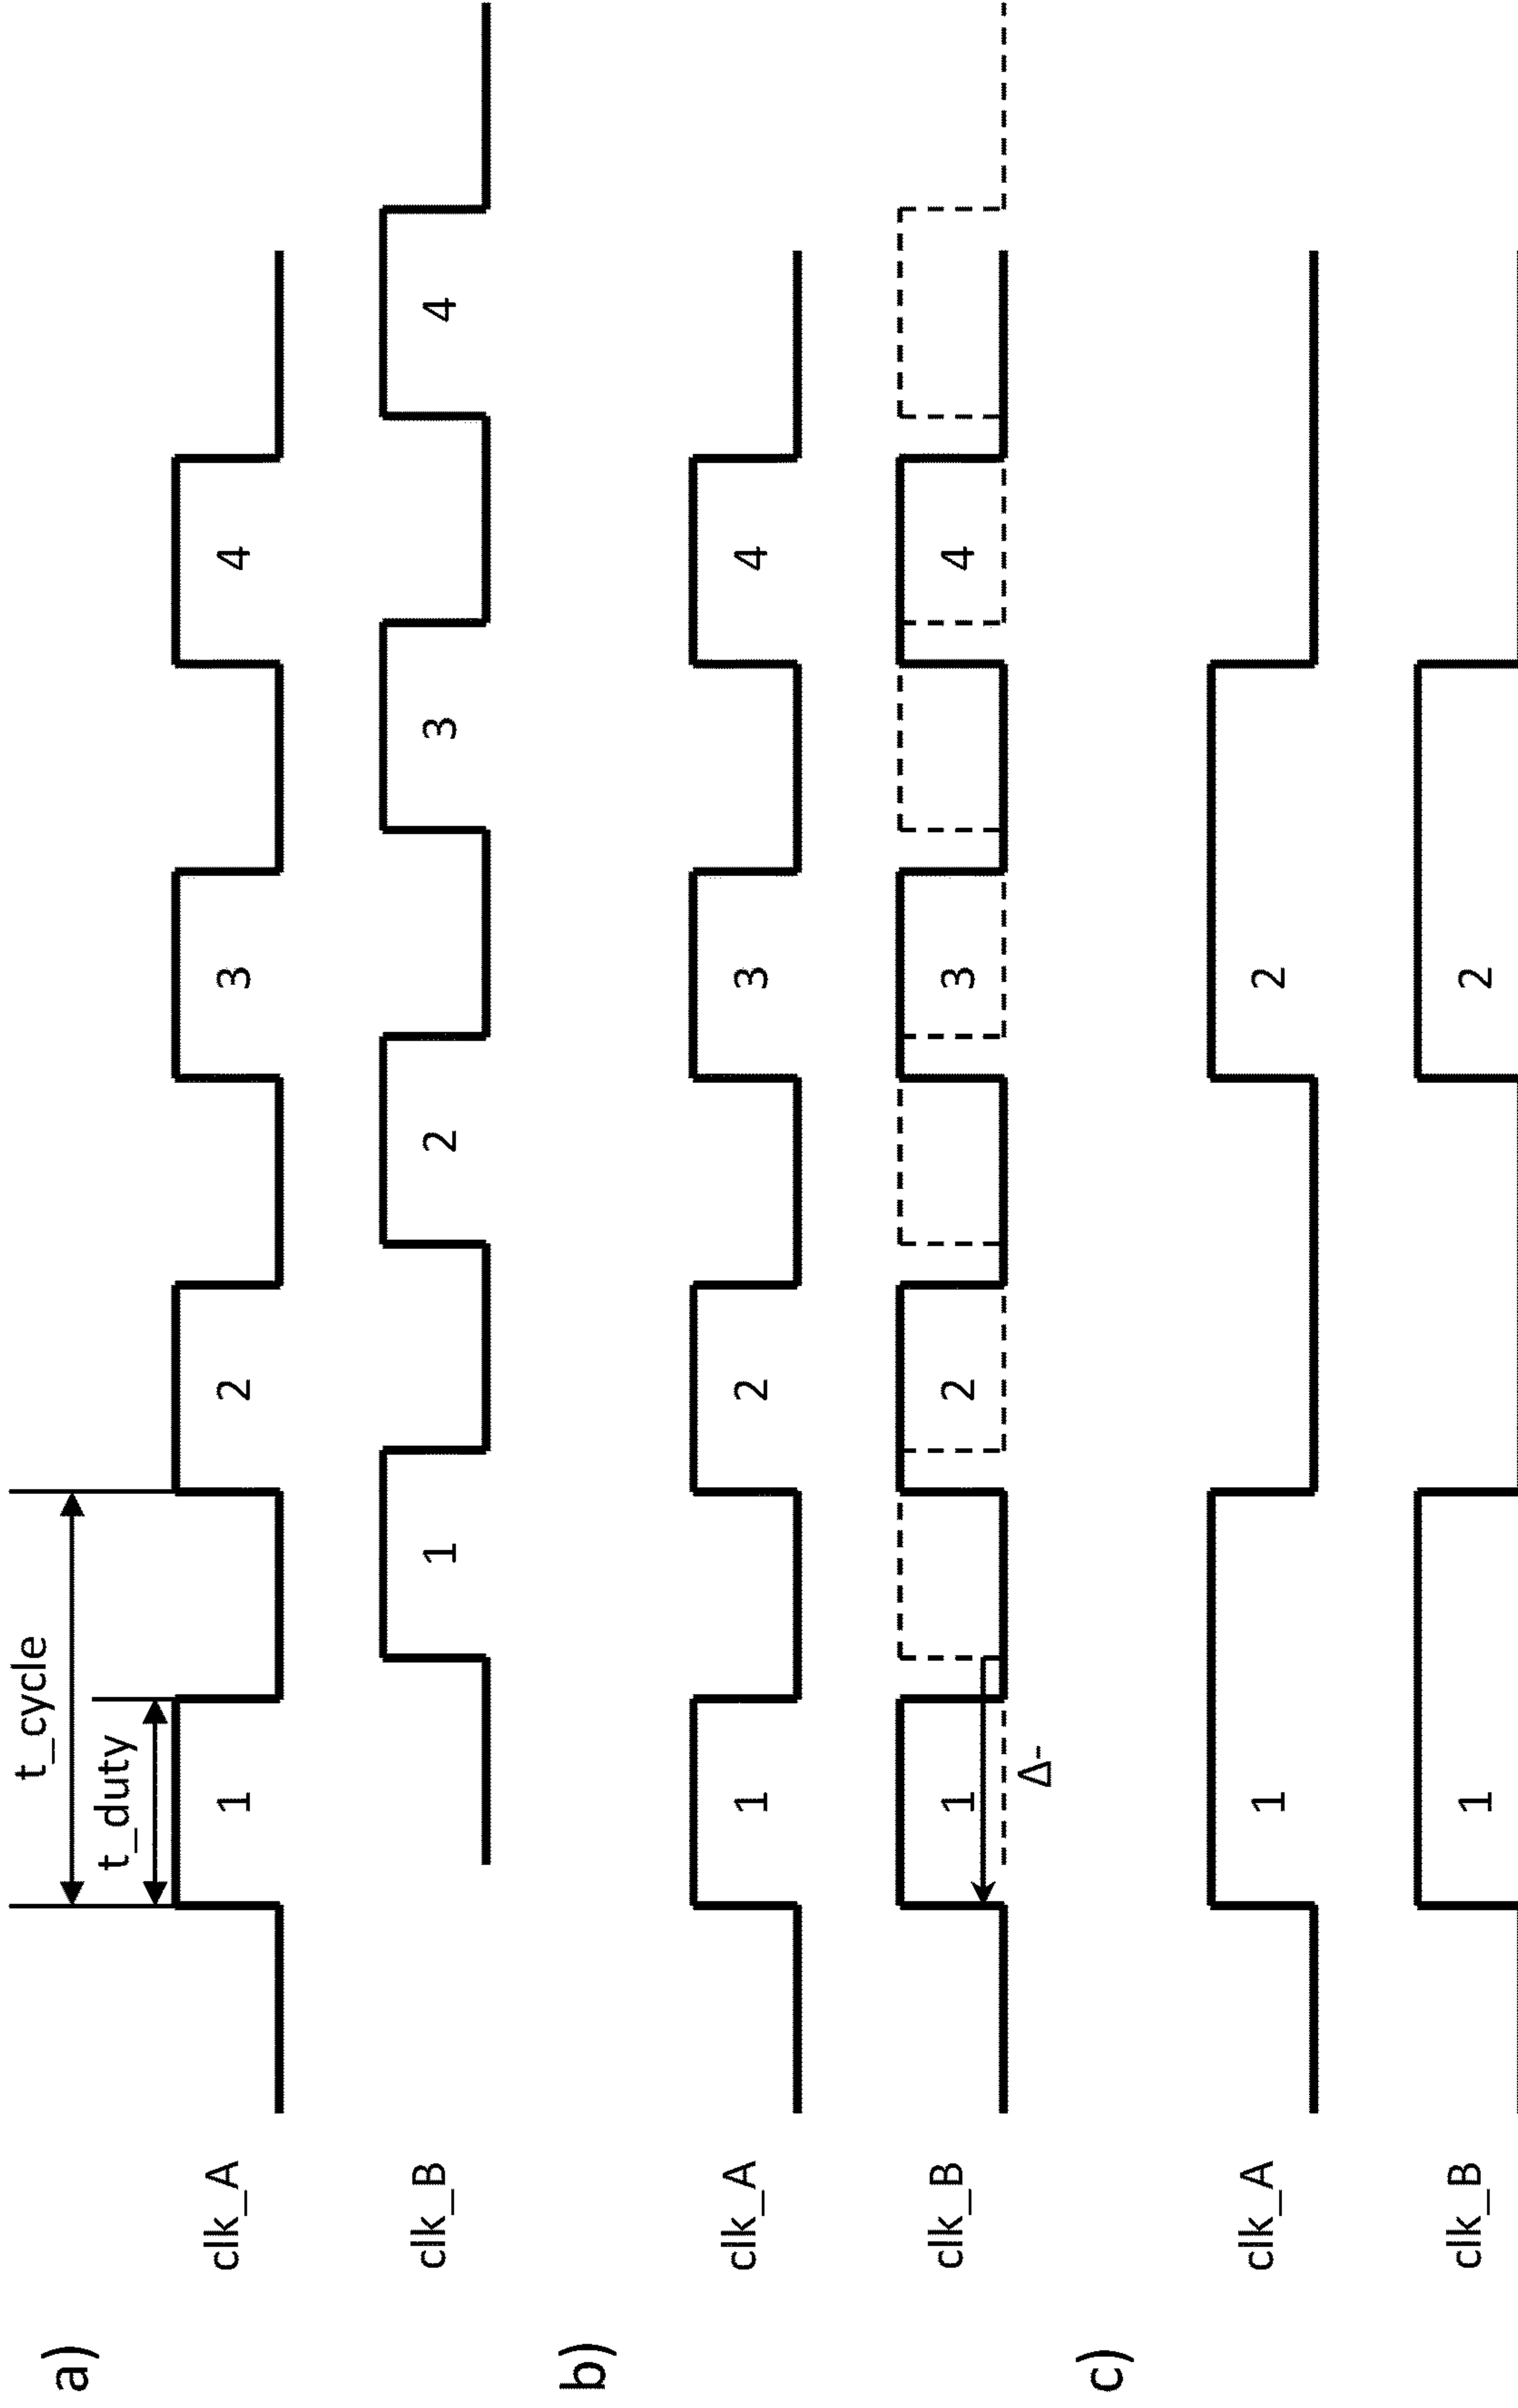 a)
t_cycle
t_duty
clk_A
1 2 3 4
clk_B
1 2 3 4
b)
clk_A
1 2 3 4
clk_B
1 2 3 4
Δ-
c)
clk_A
1 2
clk_B
1 2